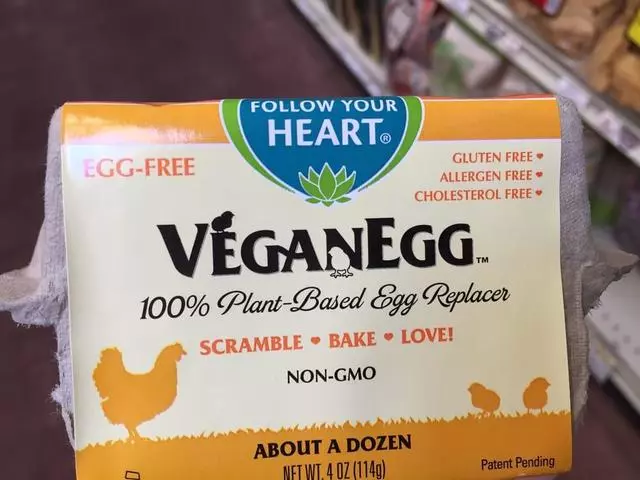 FOLLOW YOUR
HEART®
EGG-FREE
GLUTEN FREE ♥
ALLERGEN FREE ♥
CHOLESTEROL FREE ♥
VEGANEGG™
100% Plant-Based Egg Replacer
SCRAMBLE ♥ BAKE ♥ LOVE!
NON-GMO
ABOUT A DOZEN
NET WT. 4 OZ (114g)
Patent Pending